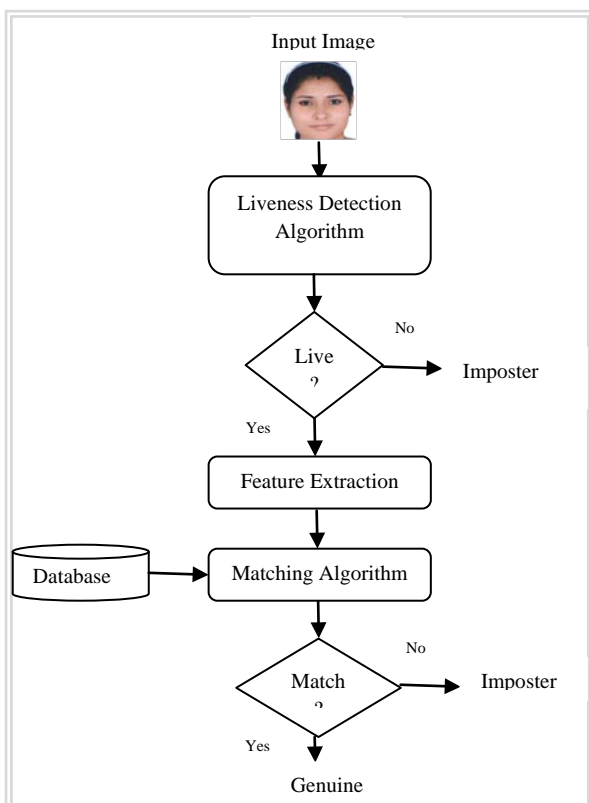 Input Image
Liveness Detection
Algorithm
No
Live
?
Imposter
Yes
Feature Extraction
Database
Matching Algorithm
No
Match
?
Imposter
Yes
Genuine